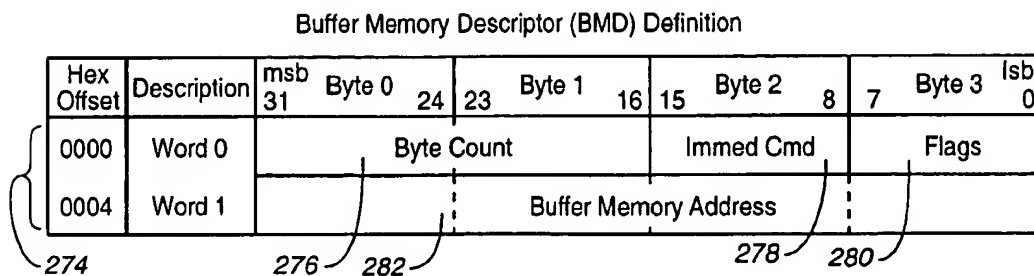 Buffer Memory Descriptor (BMD) Definition
Hex Offset Description msb 31 Byte 0 24 23 Byte 1 16 15 Byte 2 8 7 Byte 3 lsb 0
0000 Word 0 Byte Count Immed Cmd Flags
0004 Word 1 Buffer Memory Address
274 276 282 278 280